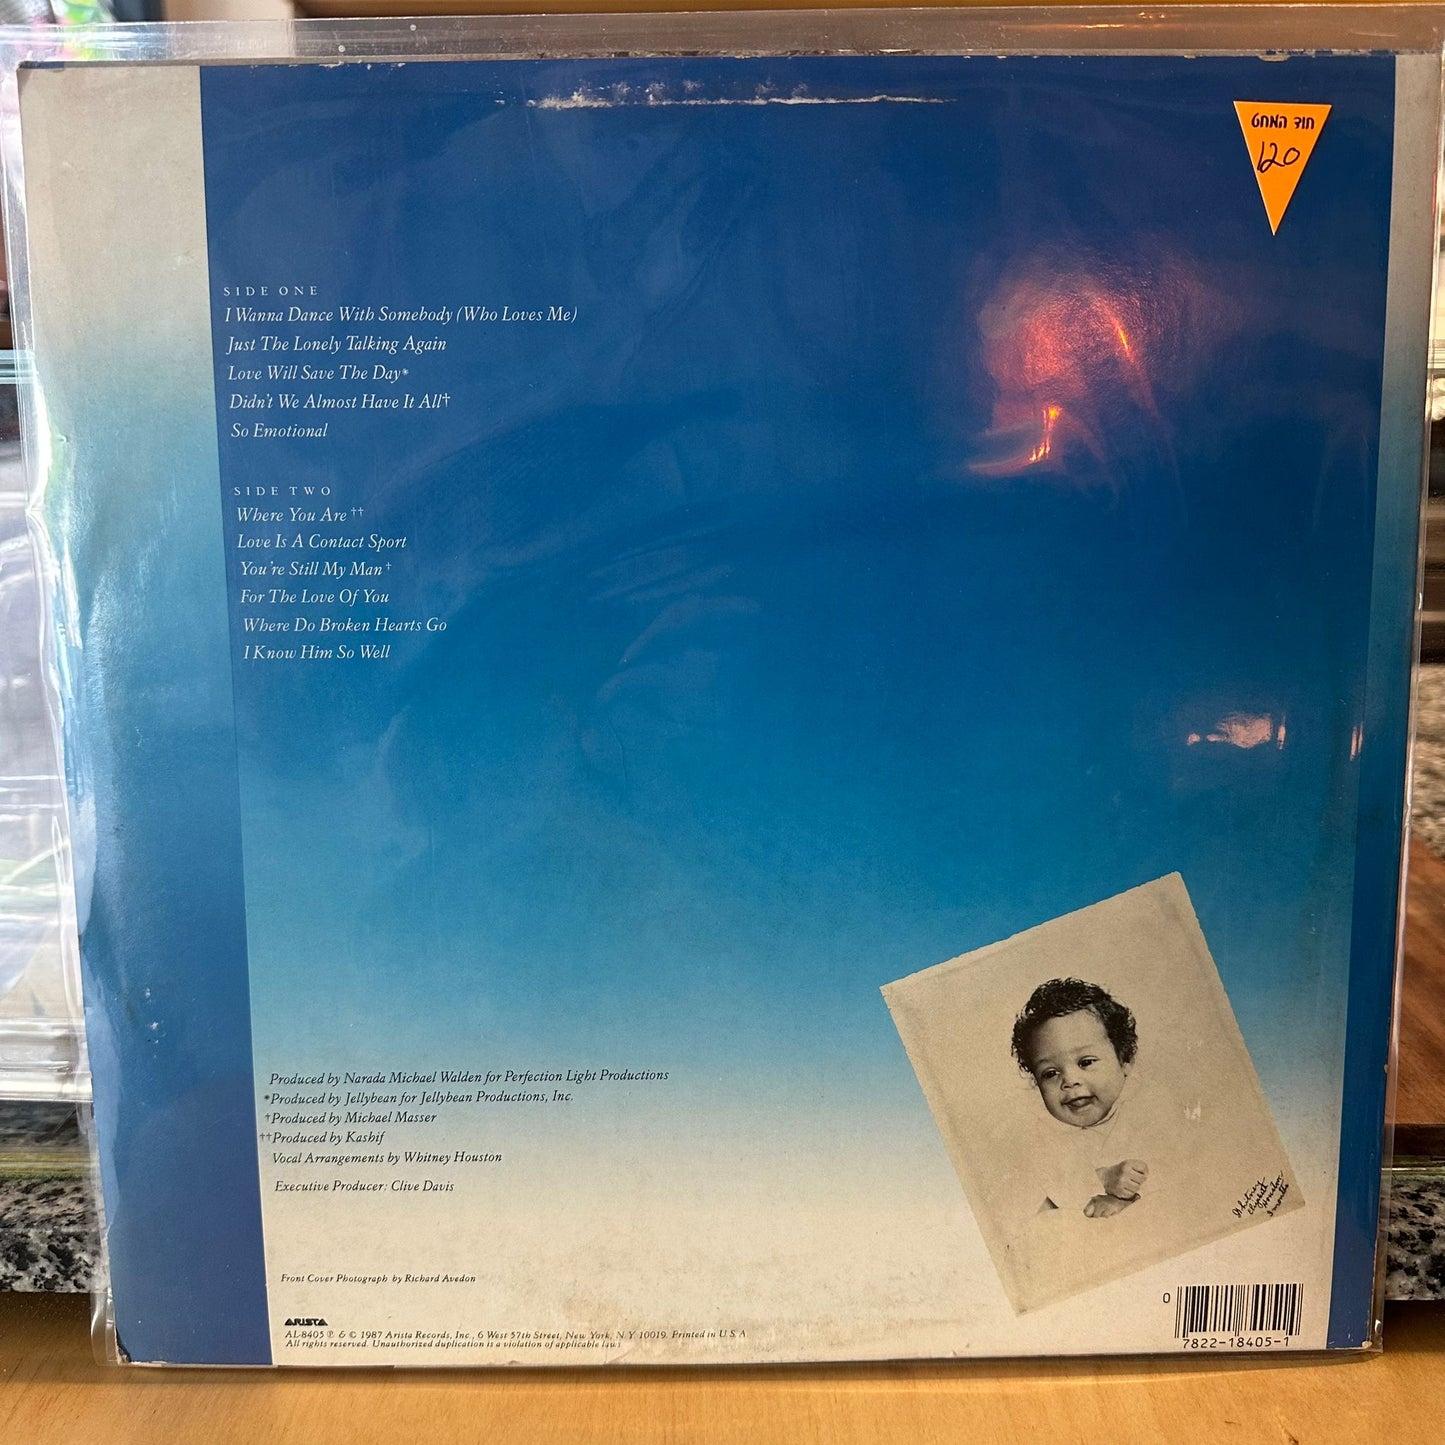 חוד המחט
120
SIDE ONE
I Wanna Dance With Somebody (Who Loves Me)
Just The Lonely Talking Again
Love Will Save The Day*
Didn't We Almost Have It All†
So Emotional
SIDE TWO
Where You Are ††
Love Is A Contact Sport
You're Still My Man †
For The Love Of You
Where Do Broken Hearts Go
I Know Him So Well
Produced by Narada Michael Walden for Perfection Light Productions
*Produced by Jellybean for Jellybean Productions, Inc.
†Produced by Michael Masser
††Produced by Kashif
Vocal Arrangements by Whitney Houston
Executive Producer: Clive Davis
Whitney
Elizabeth
Houston
3 months
Front Cover Photograph by Richard Avedon
ARISTA
AL-8405 ℗ & © 1987 Arista Records, Inc., 6 West 57th Street, New York, N.Y. 10019. Printed in U.S.A.
All rights reserved. Unauthorized duplication is a violation of applicable laws
0
7822-18405-1